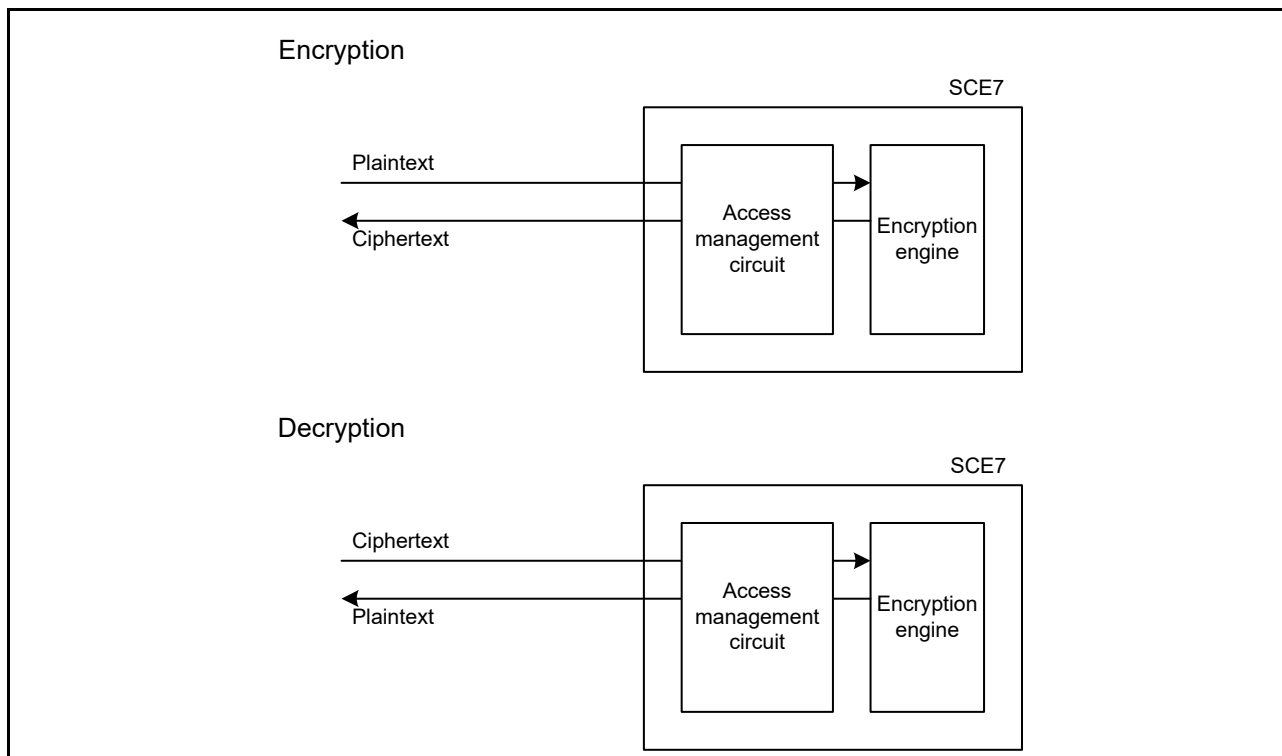 Encryption
SCE7
Plaintext
Ciphertext
Access
management
circuit
Encryption
engine
Decryption
SCE7
Ciphertext
Plaintext
Access
management
circuit
Encryption
engine